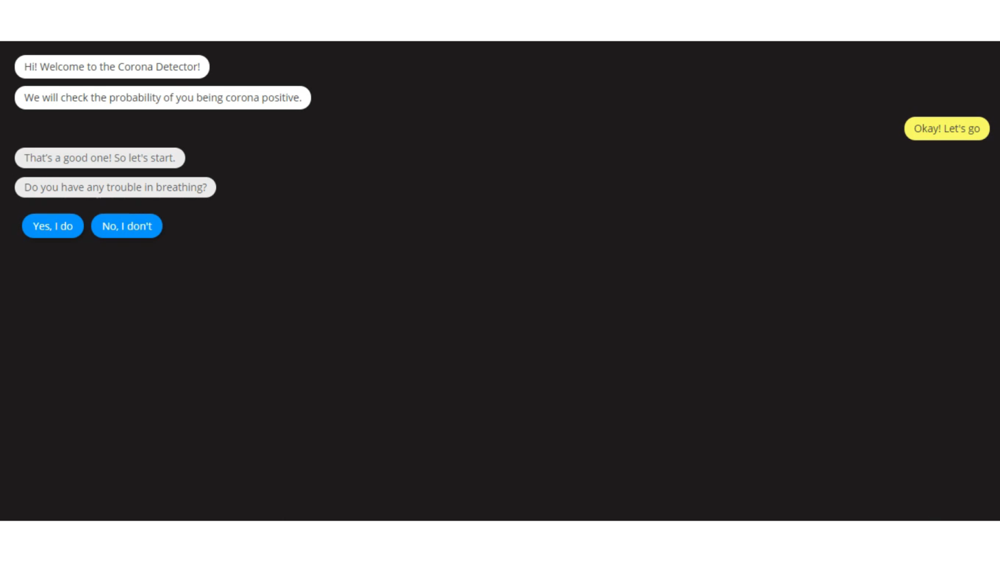 Hi! Welcome to the Corona Detector!
We will check the probability of you being corona positive.
Okay! Let's go
That's a good one! So let's start.
Do you have any trouble in breathing?
Yes, I do
No, I don't